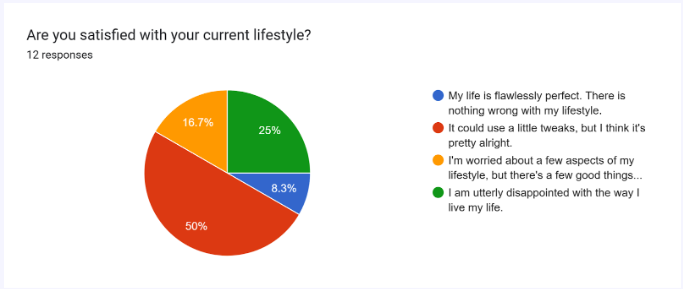 Are you satisfied with your current lifestyle?
12 responses
16.7%
25%
8.3%
50%
My life is flawlessly perfect. There is
nothing wrong with my lifestyle.
It could use a little tweaks, but I think it's
pretty alright.
I'm worried about a few aspects of my
lifestyle, but there's a few good things...
I am utterly disappointed with the way I
live my life.